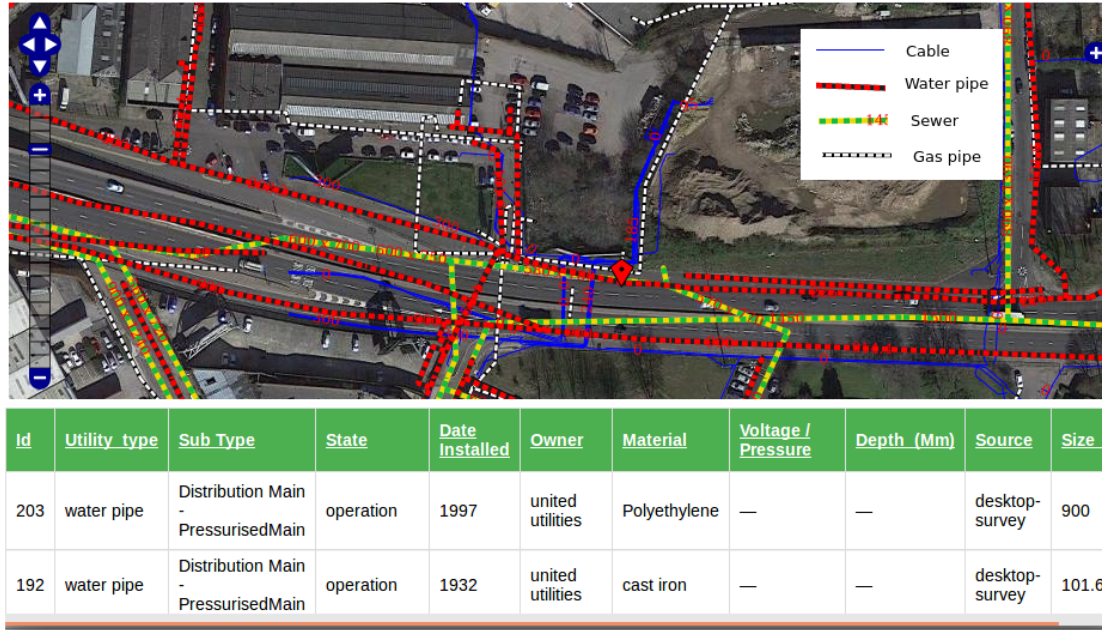 Cable
Water pipe
Sewer
Gas pipe
Id Utility_type Sub Type State Date Installed Owner Material Voltage / Pressure Depth_(Mm) Source Size
203 water pipe Distribution Main - PressurisedMain operation 1997 united utilities Polyethylene — — desktop-survey 900
192 water pipe Distribution Main - PressurisedMain operation 1932 united utilities cast iron — — desktop-survey 101.6